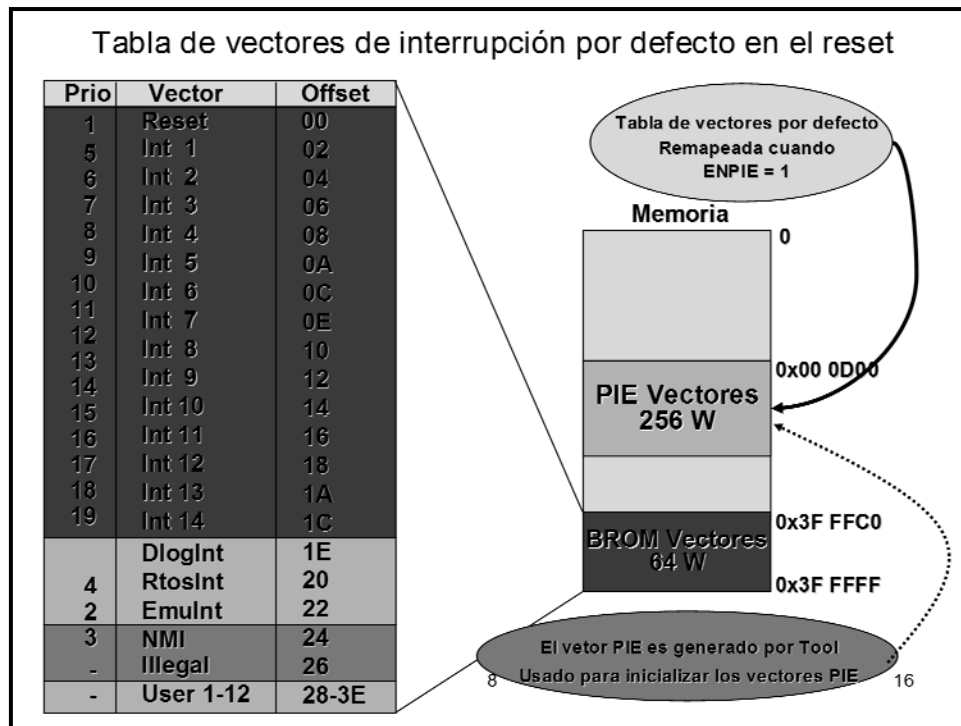 Tabla de vectores de interrupción por defecto en el reset
Prio Vector Offset
1 Reset 00
5 Int 1 02
6 Int 2 04
7 Int 3 06
8 Int 4 08
9 Int 5 0A
10 Int 6 0C
11 Int 7 0E
12 Int 8 10
13 Int 9 12
14 Int 10 14
15 Int 11 16
16 Int 12 18
17 Int 13 1A
18 Int 14 1C
19
DlogInt 1E
4 RtosInt 20
2 EmuInt 22
3 NMI 24
- Illegal 26
- User 1-12 28-3E
Tabla de vectores por defecto
Remapeada cuando
ENPIE = 1
Memoria
0
0x00 0D00
PIE Vectores
256 W
0x3F FFC0
BROM Vectores
64 W
0x3F FFFF
El vetor PIE es generado por Tool
Usado para inicializar los vectores PIE
8
16